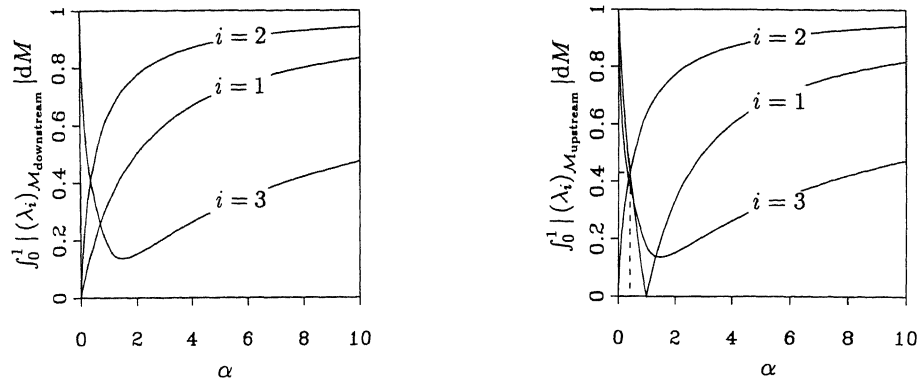 ∫₀¹ | (λᵢ)_{M_downstream} | dM
1
0.8
0.6
0.4
0.2
0
i = 2
i = 1
i = 3
0 2 4 6 8 10
α
∫₀¹ | (λᵢ)_{M_upstream} | dM
1
0.8
0.6
0.4
0.2
0
i = 2
i = 1
i = 3
0 2 4 6 8 10
α